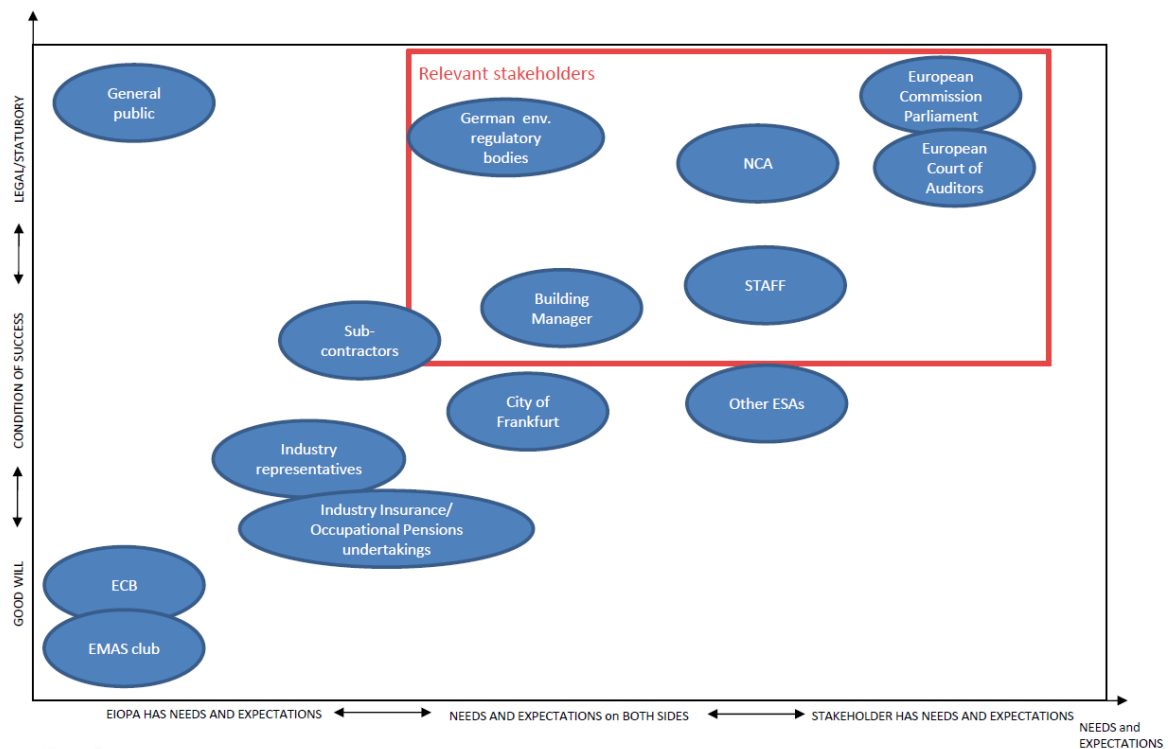 Relevant stakeholders
General
public
European
Commission
Parliament
German env.
regulatory
bodies
NCA
European
Court of
Auditors
STAFF
Building
Manager
Sub-
contractors
City of
Frankfurt
Other ESAs
Industry
representatives
Industry Insurance/
Occupational Pensions
undertakings
ECB
EMAS club
LEGAL/STATURORY
CONDITION OF SUCCESS
GOOD WILL
EIOPA HAS NEEDS AND EXPECTATIONS
NEEDS AND EXPECTATIONS on BOTH SIDES
STAKEHOLDER HAS NEEDS and EXPECTATIONS
NEEDS and
EXPECTATIONS